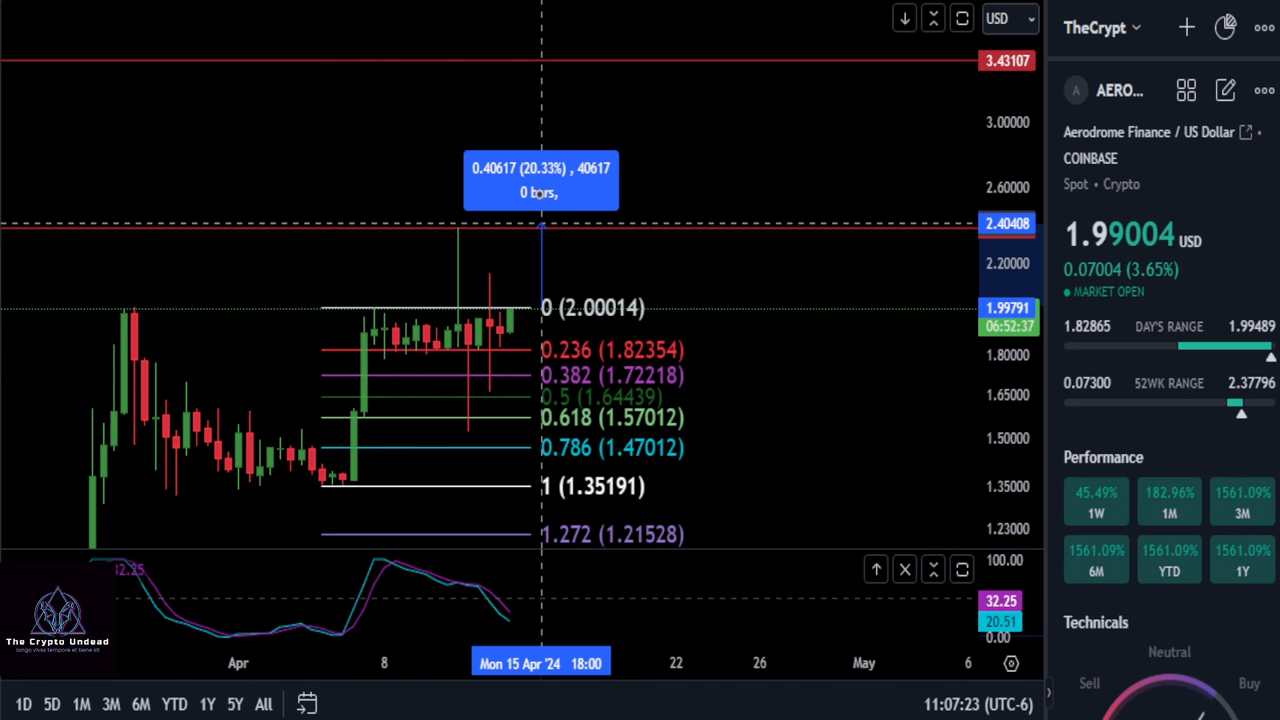 USD
TheCrypt
3.43107
A
AERO...
3.00000
Aerodrome Finance / US Dollar
COINBASE
0.40617 (20.33%) , 40617
0 bars,
Spot • Crypto
2.60000
2.40408
1.99004 USD
2.20000
0.07004 (3.65%)
MARKET OPEN
0 (2.00014)
1.99791
06:52:37
1.82865 DAY'S RANGE 1.99489
0.236 (1.82354)
1.80000
0.382 (1.72218)
0.07300 52WK RANGE 2.37796
0.5 (1.64439)
1.65000
0.618 (1.57012)
1.50000
0.786 (1.47012)
Performance
1 (1.35191)
1.35000
45.49% 182.96% 1561.09%
1W 1M 3M
1.272 (1.21528)
1.23000
1561.09% 1561.09% 1561.09%
6M YTD 1Y
100.00
32.25
32.25
20.51
0.00
Technicals
The Crypto Undead
longo vivas tempore et bene sit
Neutral
Sell Buy
Apr 8 Mon 15 Apr '24 18:00 22 26 May 6
1D 5D 1M 3M 6M YTD 1Y 5Y All
11:07:23 (UTC-6)